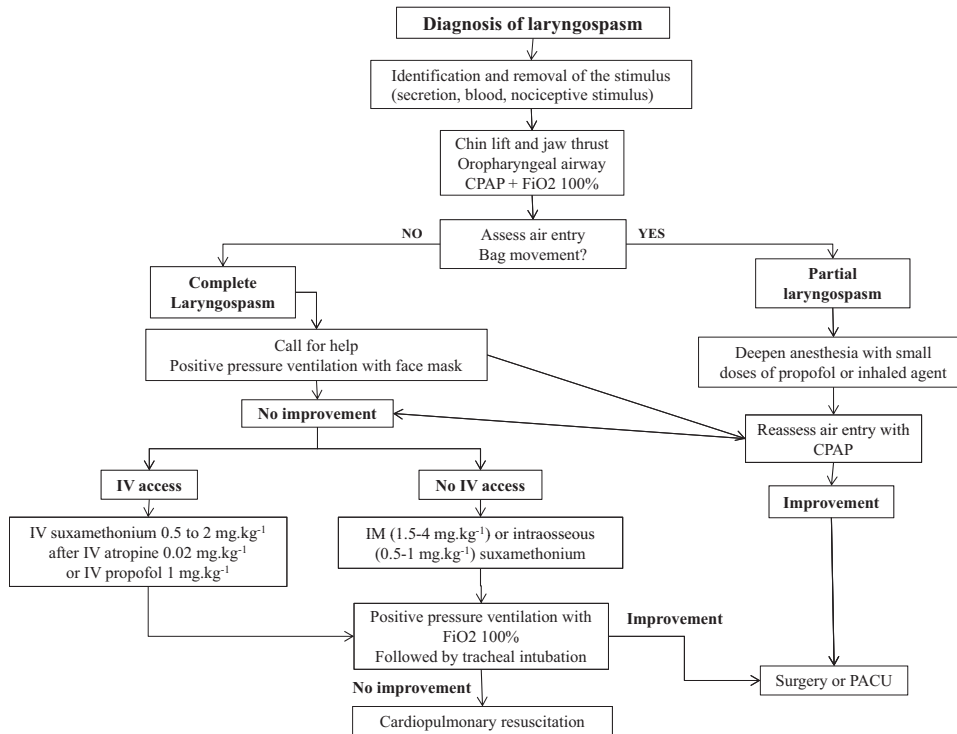 Diagnosis of laryngospasm
Identification and removal of the stimulus
(secretion, blood, nociceptive stimulus)
Chin lift and jaw thrust
Oropharyngeal airway
CPAP + FiO2 100%
NO
Assess air entry
Bag movement?
YES
Complete
Laryngospasm
Partial
laryngospasm
Call for help
Positive pressure ventilation with face mask
Deepen anesthesia with small
doses of propofol or inhaled agent
No improvement
Reassess air entry with
CPAP
IV access
No IV access
Improvement
IV suxamethonium 0.5 to 2 mg.kg⁻¹
after IV atropine 0.02 mg.kg⁻¹
or IV propofol 1 mg.kg⁻¹
IM (1.5-4 mg.kg⁻¹) or intraosseous
(0.5-1 mg.kg⁻¹) suxamethonium
Positive pressure ventilation with
FiO2 100%
Followed by tracheal intubation
Improvement
No improvement
Surgery or PACU
Cardiopulmonary resuscitation